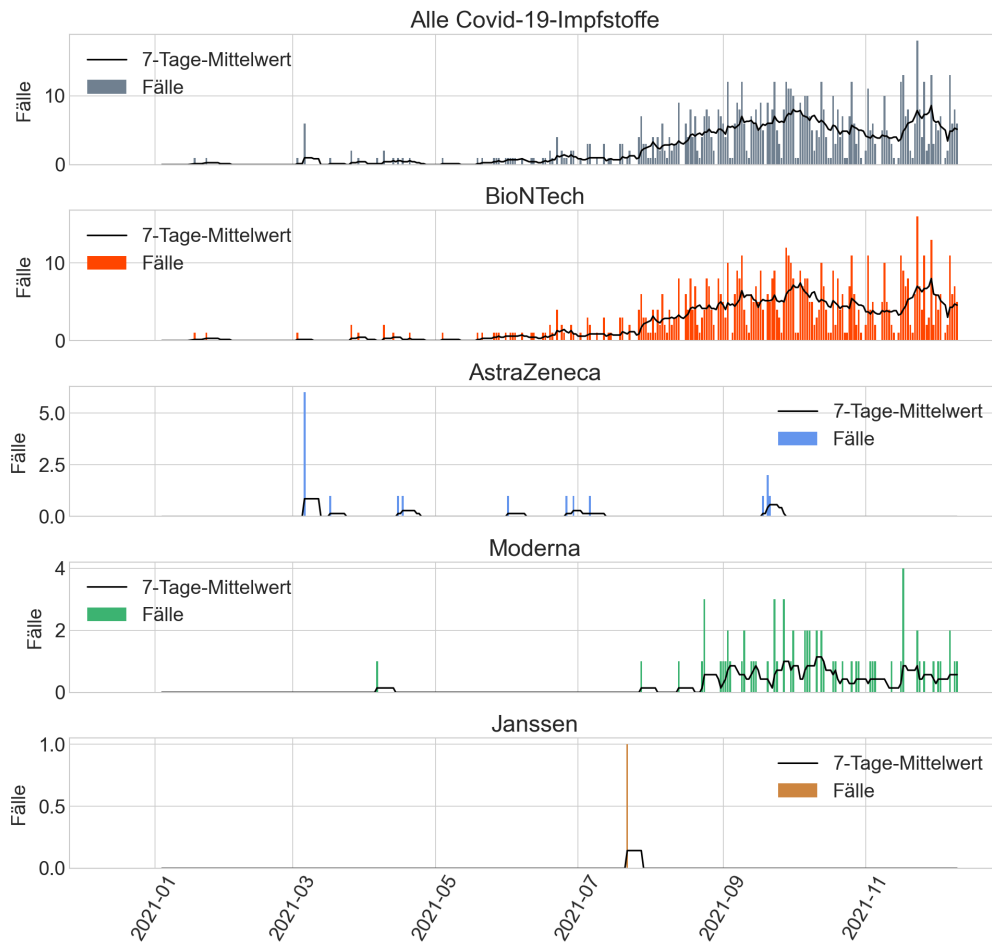 Alle Covid-19-Impfstoffe
Fälle
10
0
7-Tage-Mittelwert
Fälle
BioNTech
Fälle
10
0
7-Tage-Mittelwert
Fälle
AstraZeneca
Fälle
5.0
2.5
0.0
7-Tage-Mittelwert
Fälle
Moderna
Fälle
4
2
0
7-Tage-Mittelwert
Fälle
Janssen
Fälle
1.0
0.5
0.0
7-Tage-Mittelwert
Fälle
2021-01
2021-03
2021-05
2021-07
2021-09
2021-11